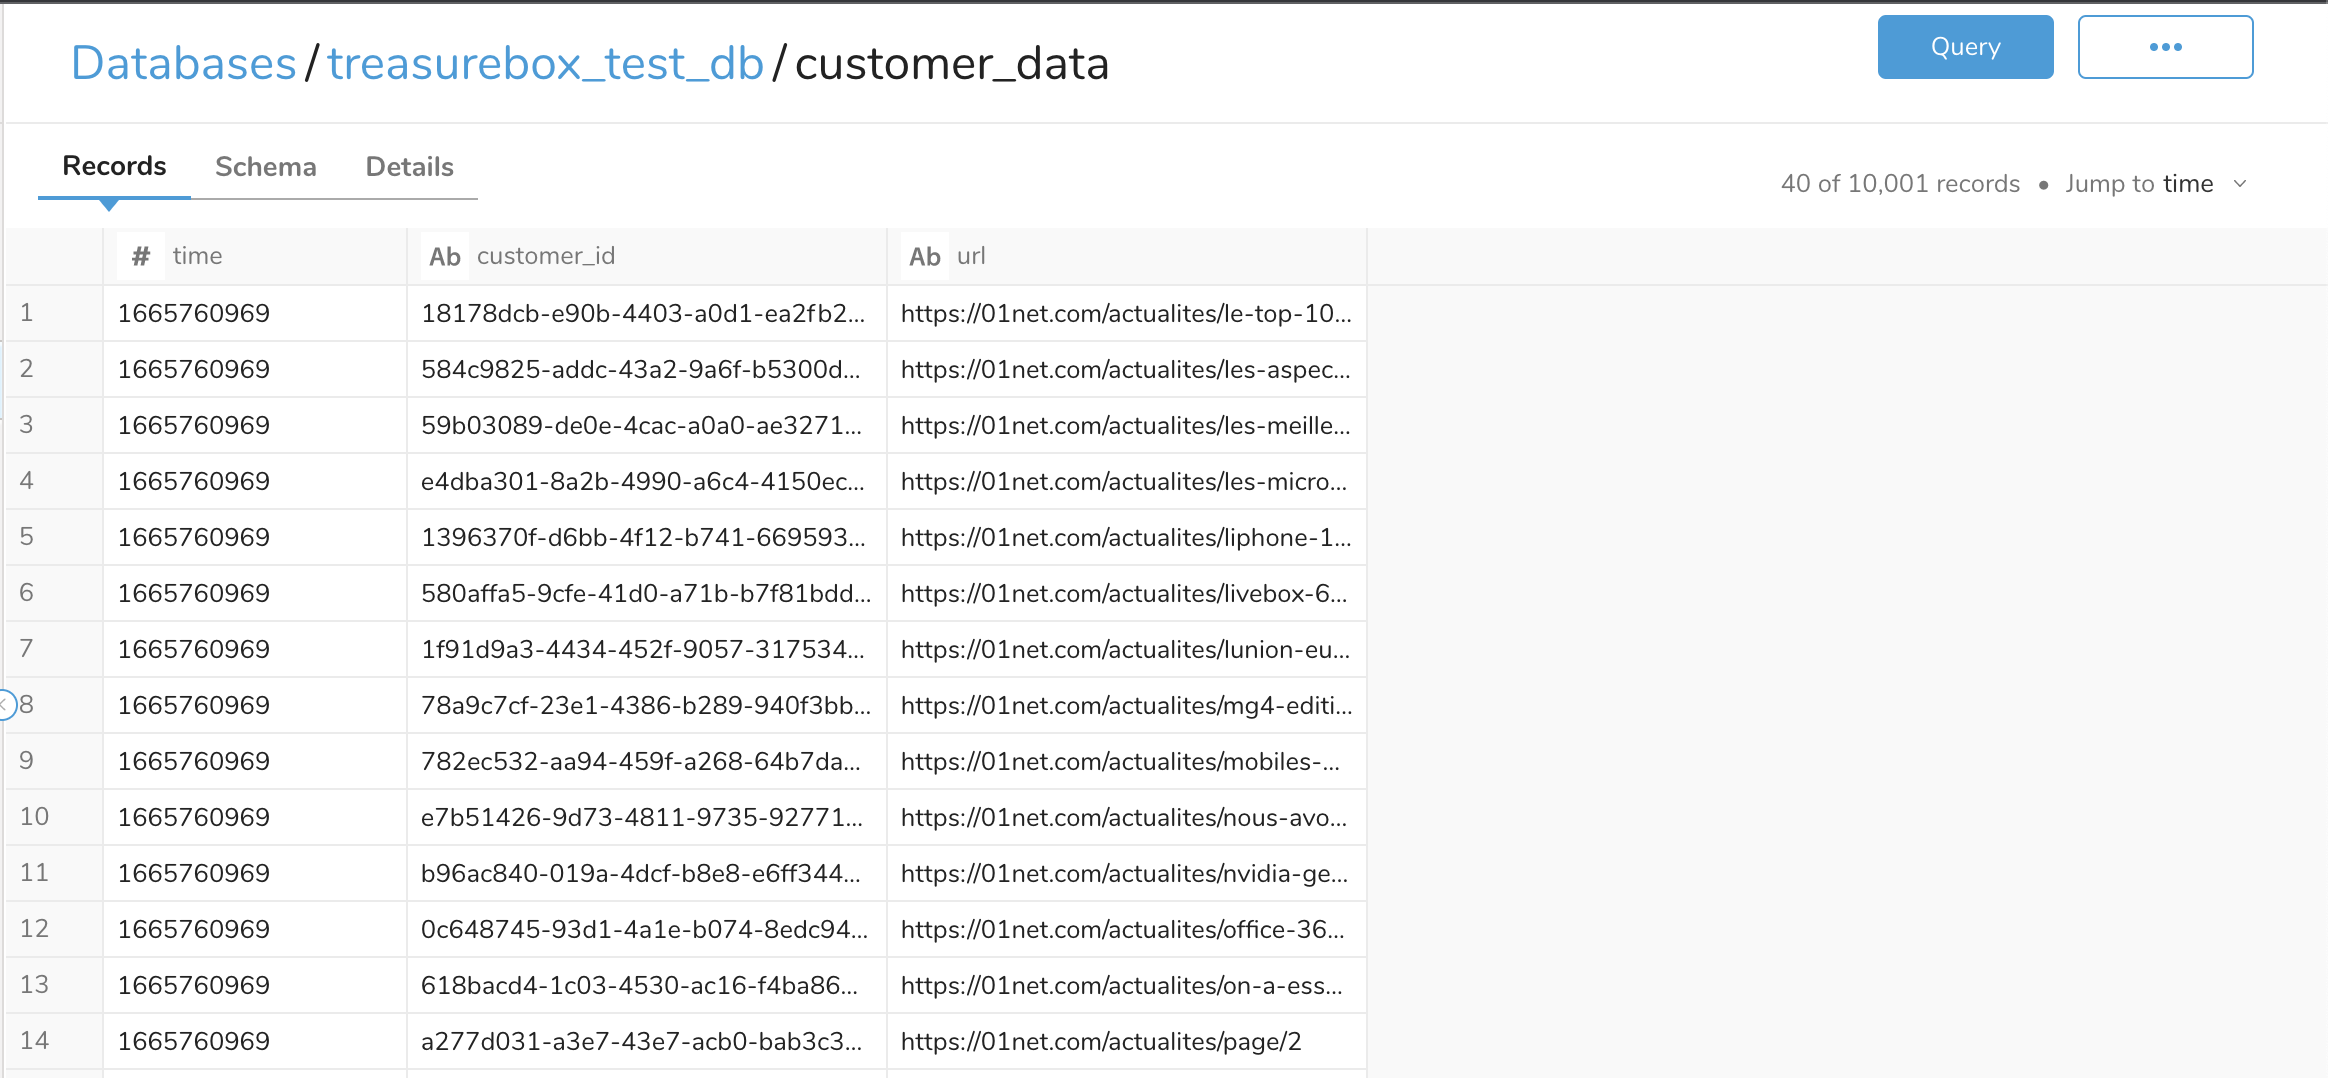 Databases / treasurebox_test_db / customer_data
Query
•••
Records Schema Details
40 of 10,001 records • Jump to time
# time Ab customer_id Ab url
1 1665760969 18178dcb-e90b-4403-a0d1-ea2fb2... https://01net.com/actualites/le-top-10...
2 1665760969 584c9825-addc-43a2-9a6f-b5300d... https://01net.com/actualites/les-aspec...
3 1665760969 59b03089-de0e-4cac-a0a0-ae3271... https://01net.com/actualites/les-meille...
4 1665760969 e4dba301-8a2b-4990-a6c4-4150ec... https://01net.com/actualites/les-micro...
5 1665760969 1396370f-d6bb-4f12-b741-669593... https://01net.com/actualites/liphone-1...
6 1665760969 580affa5-9cfe-41d0-a71b-b7f81bdd... https://01net.com/actualites/livebox-6...
7 1665760969 1f91d9a3-4434-452f-9057-317534... https://01net.com/actualites/lunion-eu...
8 1665760969 78a9c7cf-23e1-4386-b289-940f3bb... https://01net.com/actualites/mg4-editi...
9 1665760969 782ec532-aa94-459f-a268-64b7da... https://01net.com/actualites/mobiles-...
10 1665760969 e7b51426-9d73-4811-9735-92771... https://01net.com/actualites/nous-avo...
11 1665760969 b96ac840-019a-4dcf-b8e8-e6ff344... https://01net.com/actualites/nvidia-ge...
12 1665760969 0c648745-93d1-4a1e-b074-8edc94... https://01net.com/actualites/office-36...
13 1665760969 618bacd4-1c03-4530-ac16-f4ba86... https://01net.com/actualites/on-a-ess...
14 1665760969 a277d031-a3e7-43e7-acb0-bab3c3... https://01net.com/actualites/page/2